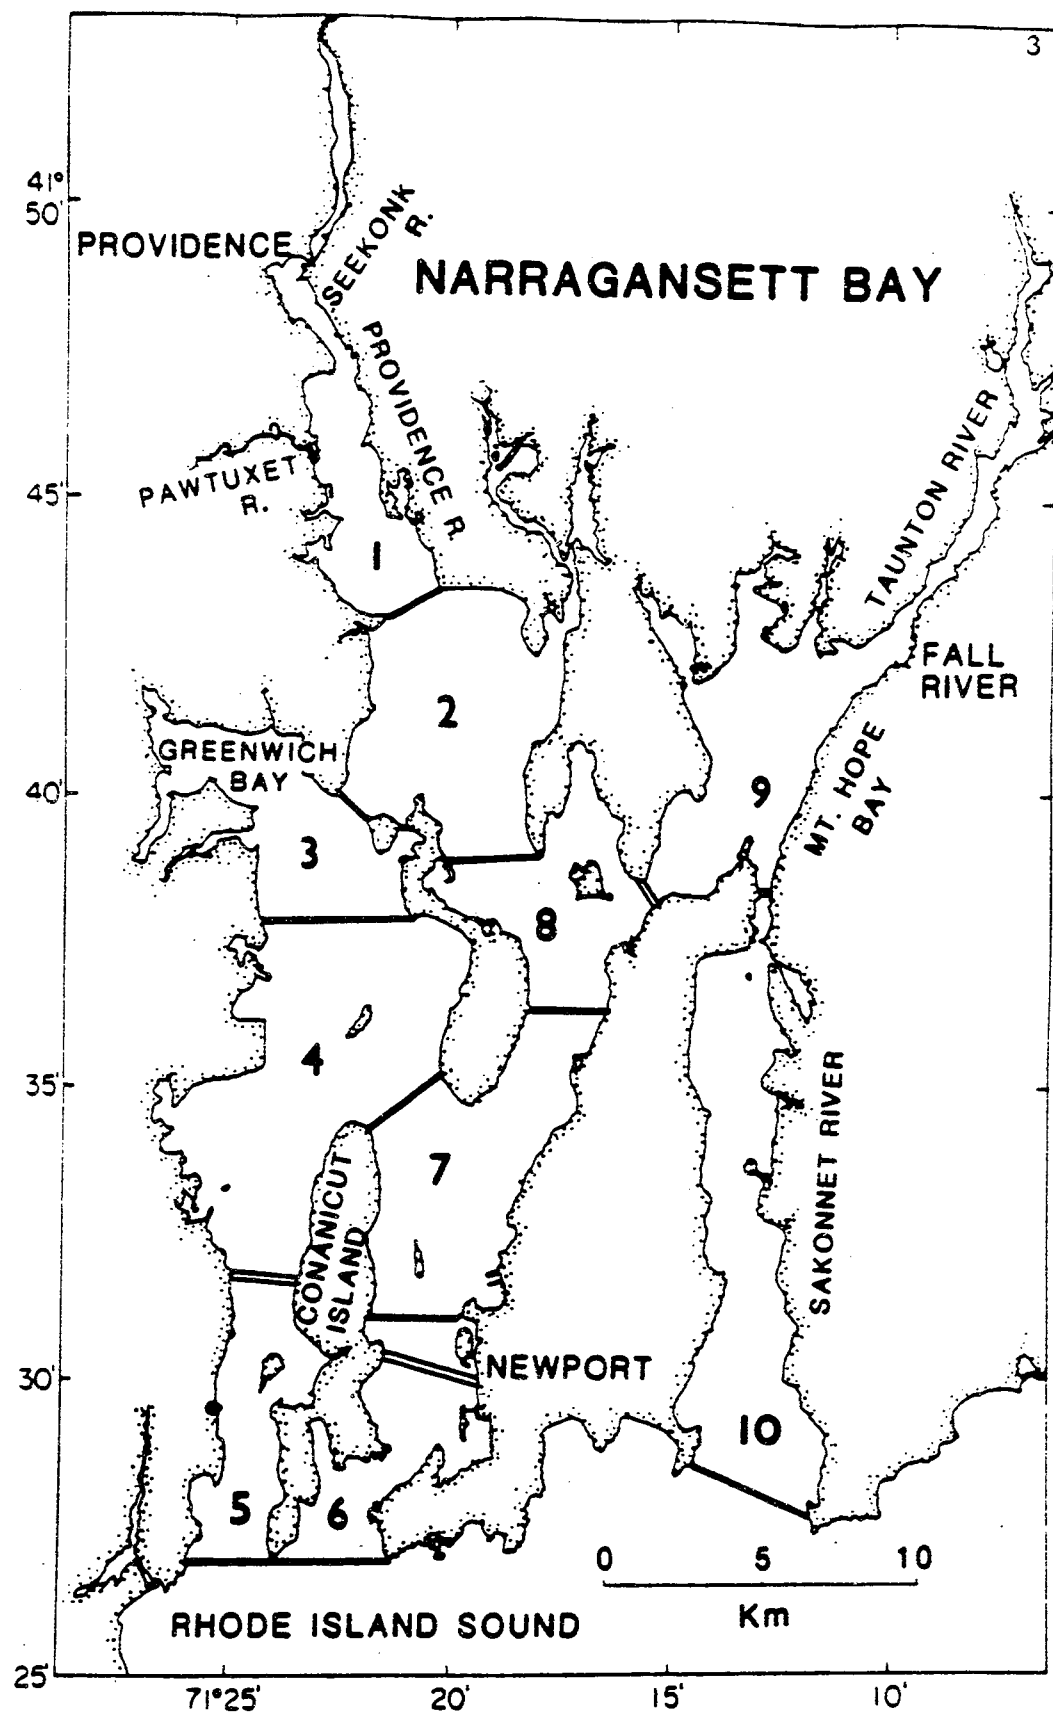 3
41°
50'
PROVIDENCE
SEEKONK
R.
NARRAGANSETT BAY
PROVIDENCE R.
TAUNTON RIVER
PAWTUXET
R.
45'
1
FALL
RIVER
2
GREENWICH
BAY
MT. HOPE
BAY
40'
9
3
8
4
35'
SAKONNET RIVER
7
CONANICUT
ISLAND
30'
NEWPORT
10
5
6
0 5 10
Km
RHODE ISLAND SOUND
25'
71°25' 20' 15' 10'